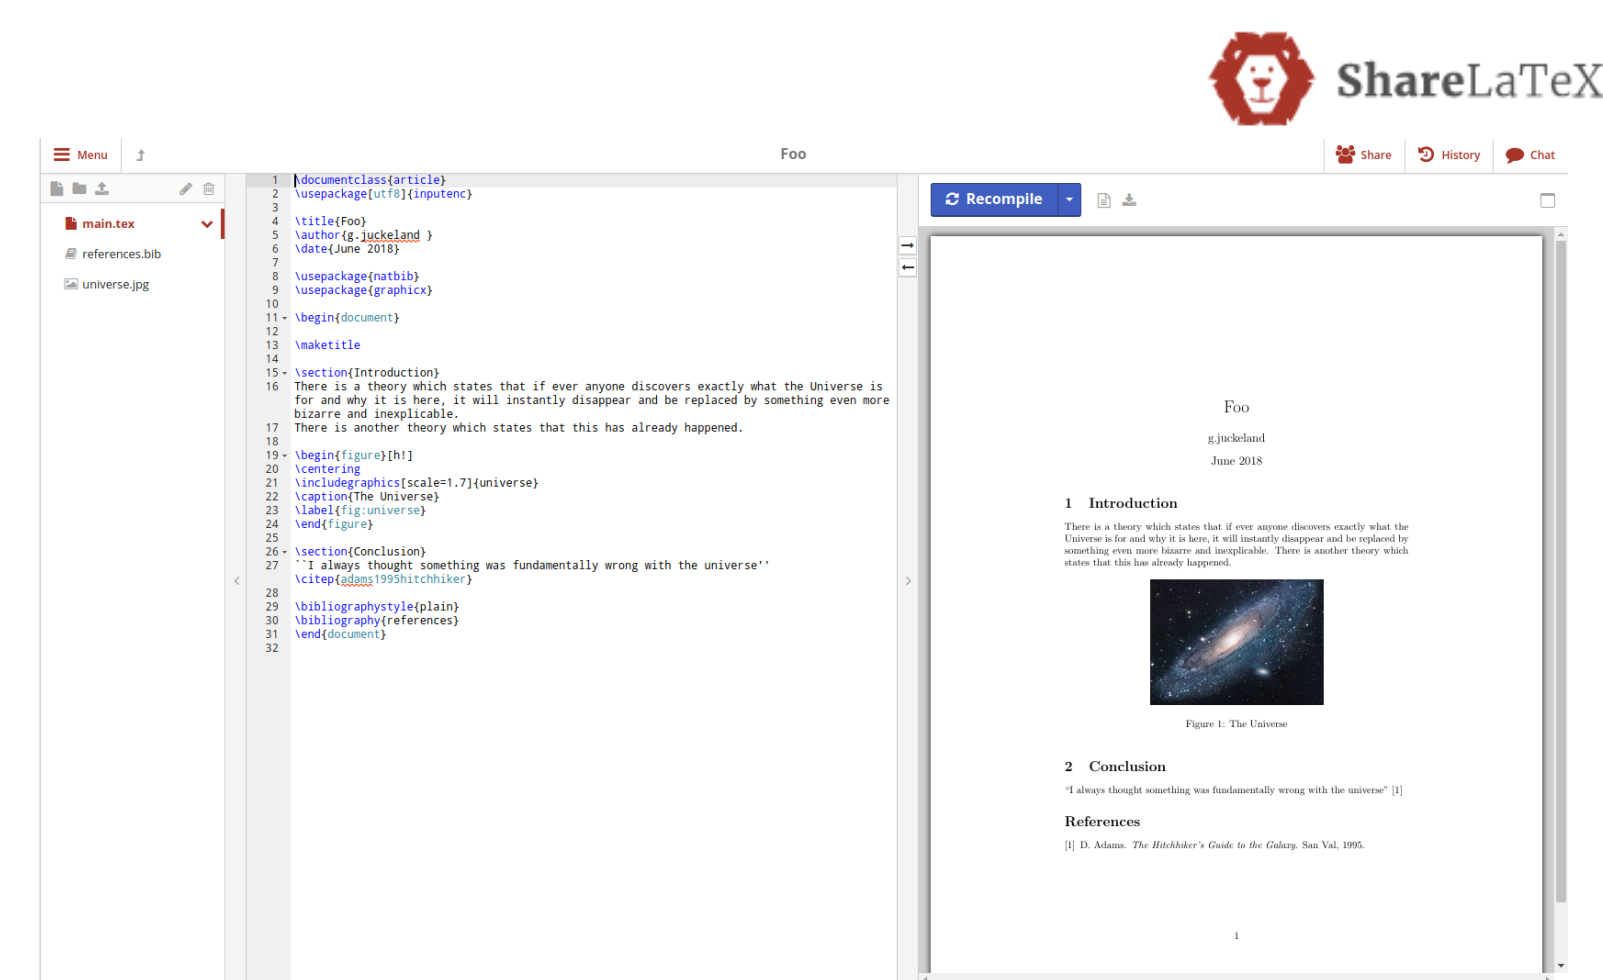 ShareLaTeX
Menu
Foo
Share
History
Chat
main.tex
references.bib
universe.jpg
1 \documentclass{article}
2 \usepackage[utf8]{inputenc}
3
4 \title{Foo}
5 \author{g.juckeland }
6 \date{June 2018}
7
8 \usepackage{natbib}
9 \usepackage{graphicx}
10
11 \begin{document}
12
13 \maketitle
14
15 \section{Introduction}
16 There is a theory which states that if ever anyone discovers exactly what the Universe is
for and why it is here, it will instantly disappear and be replaced by something even more
bizarre and inexplicable.
17 There is another theory which states that this has already happened.
18
19 \begin{figure}[h!]
20 \centering
21 \includegraphics[scale=1.7]{universe}
22 \caption{The Universe}
23 \label{fig:universe}
24 \end{figure}
25
26 \section{Conclusion}
27 ``I always thought something was fundamentally wrong with the universe''
\citep{adams1995hitchhiker}
28
29 \bibliographystyle{plain}
30 \bibliography{references}
31 \end{document}
32
Recompile
Foo
g.juckeland
June 2018
1 Introduction
There is a theory which states that if ever anyone discovers exactly what the
Universe is for and why it is here, it will instantly disappear and be replaced by
something even more bizarre and inexplicable. There is another theory which
states that this has already happened.
Figure 1: The Universe
2 Conclusion
“I always thought something was fundamentally wrong with the universe” [1]
References
[1] D. Adams. The Hitchhiker's Guide to the Galaxy. San Val, 1995.
1